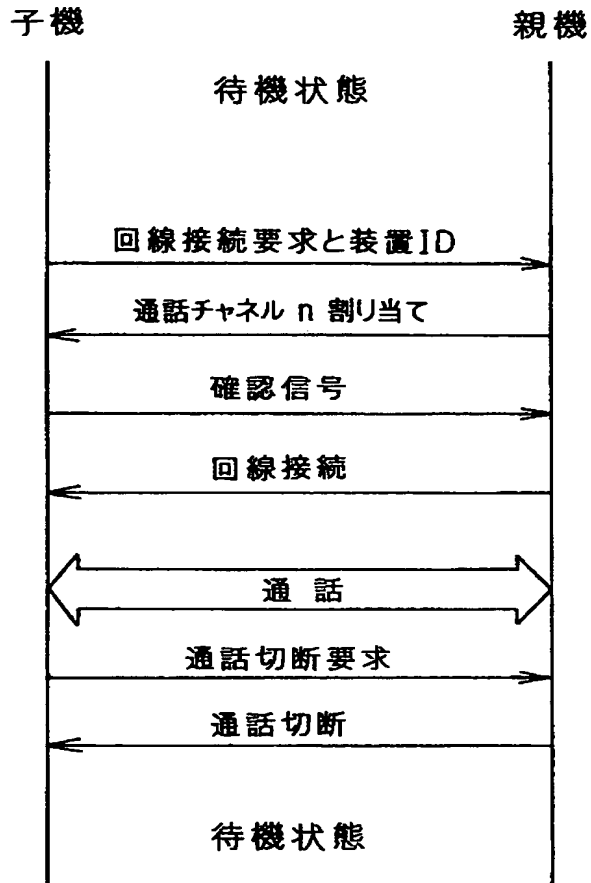 子機
親機
待機状態
回線接続要求と装置ID
通話チャネル n 割り当て
確認信号
回線接続
通話
通話切断要求
通話切断
待機状態